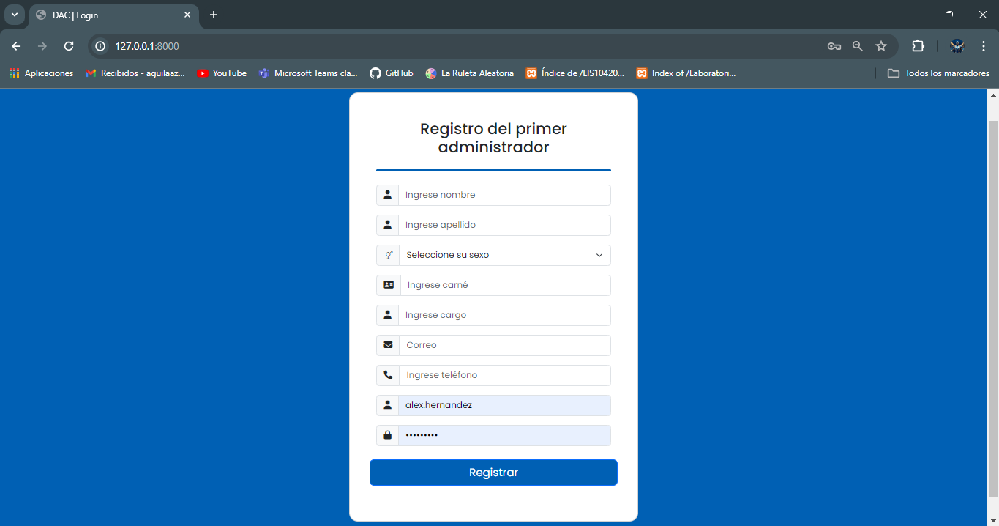 DAC | Login
127.0.0.1:8000
Aplicaciones
Recibidos - aguilaaz...
YouTube
Microsoft Teams cla...
GitHub
La Ruleta Aleatoria
Índice de /LIS10420...
Index of /Laboratori...
Todos los marcadores
Registro del primer
administrador
Ingrese nombre
Ingrese apellido
Seleccione su sexo
Ingrese carné
Ingrese cargo
Correo
Ingrese teléfono
alex.hernandez
•••••••••
Registrar